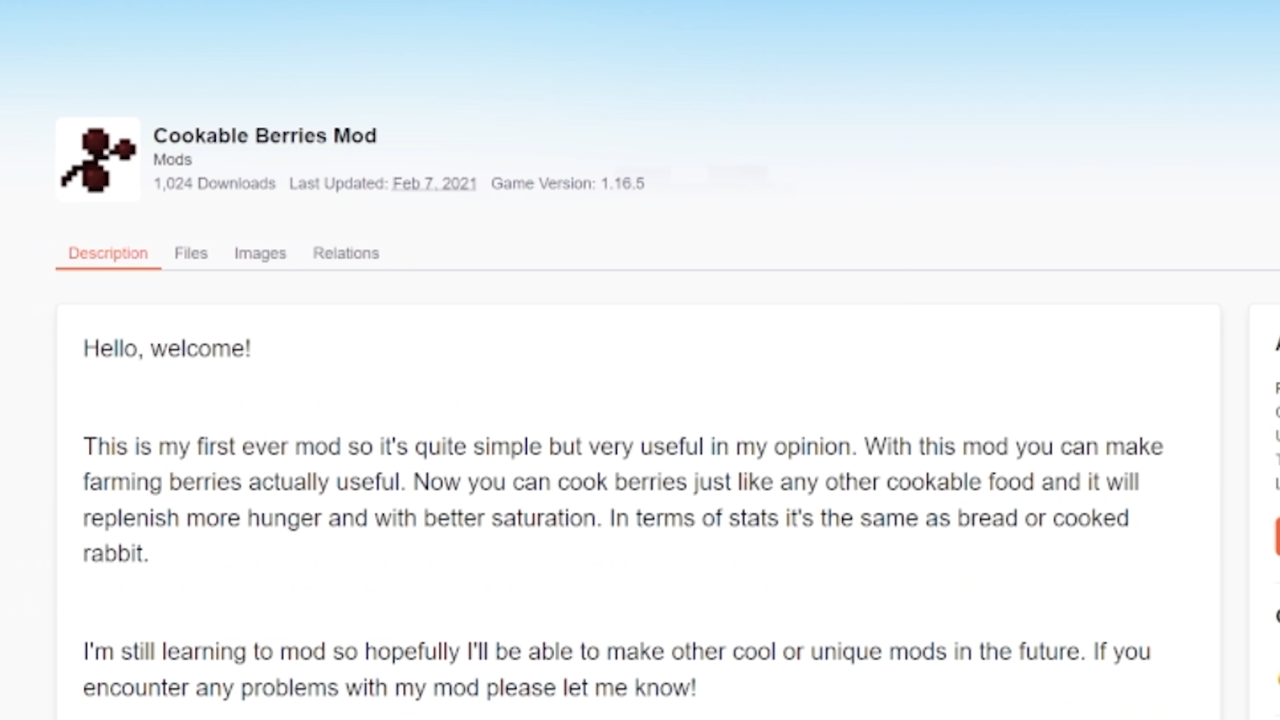 Cookable Berries Mod
Mods
1,024 Downloads Last Updated: Feb 7, 2021 Game Version: 1.16.5
Description Files Images Relations
Hello, welcome!
This is my first ever mod so it's quite simple but very useful in my opinion. With this mod you can make
farming berries actually useful. Now you can cook berries just like any other cookable food and it will
replenish more hunger and with better saturation. In terms of stats it's the same as bread or cooked
rabbit.
I'm still learning to mod so hopefully I'll be able to make other cool or unique mods in the future. If you
encounter any problems with my mod please let me know!